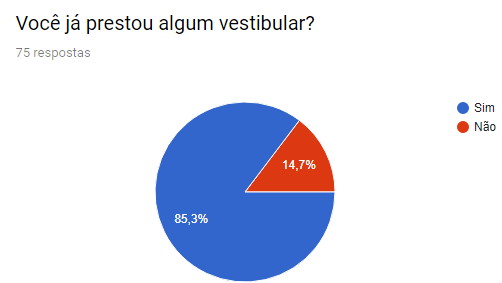 Você já prestou algum vestibular?
75 respostas
Sim
Não
14,7%
85,3%